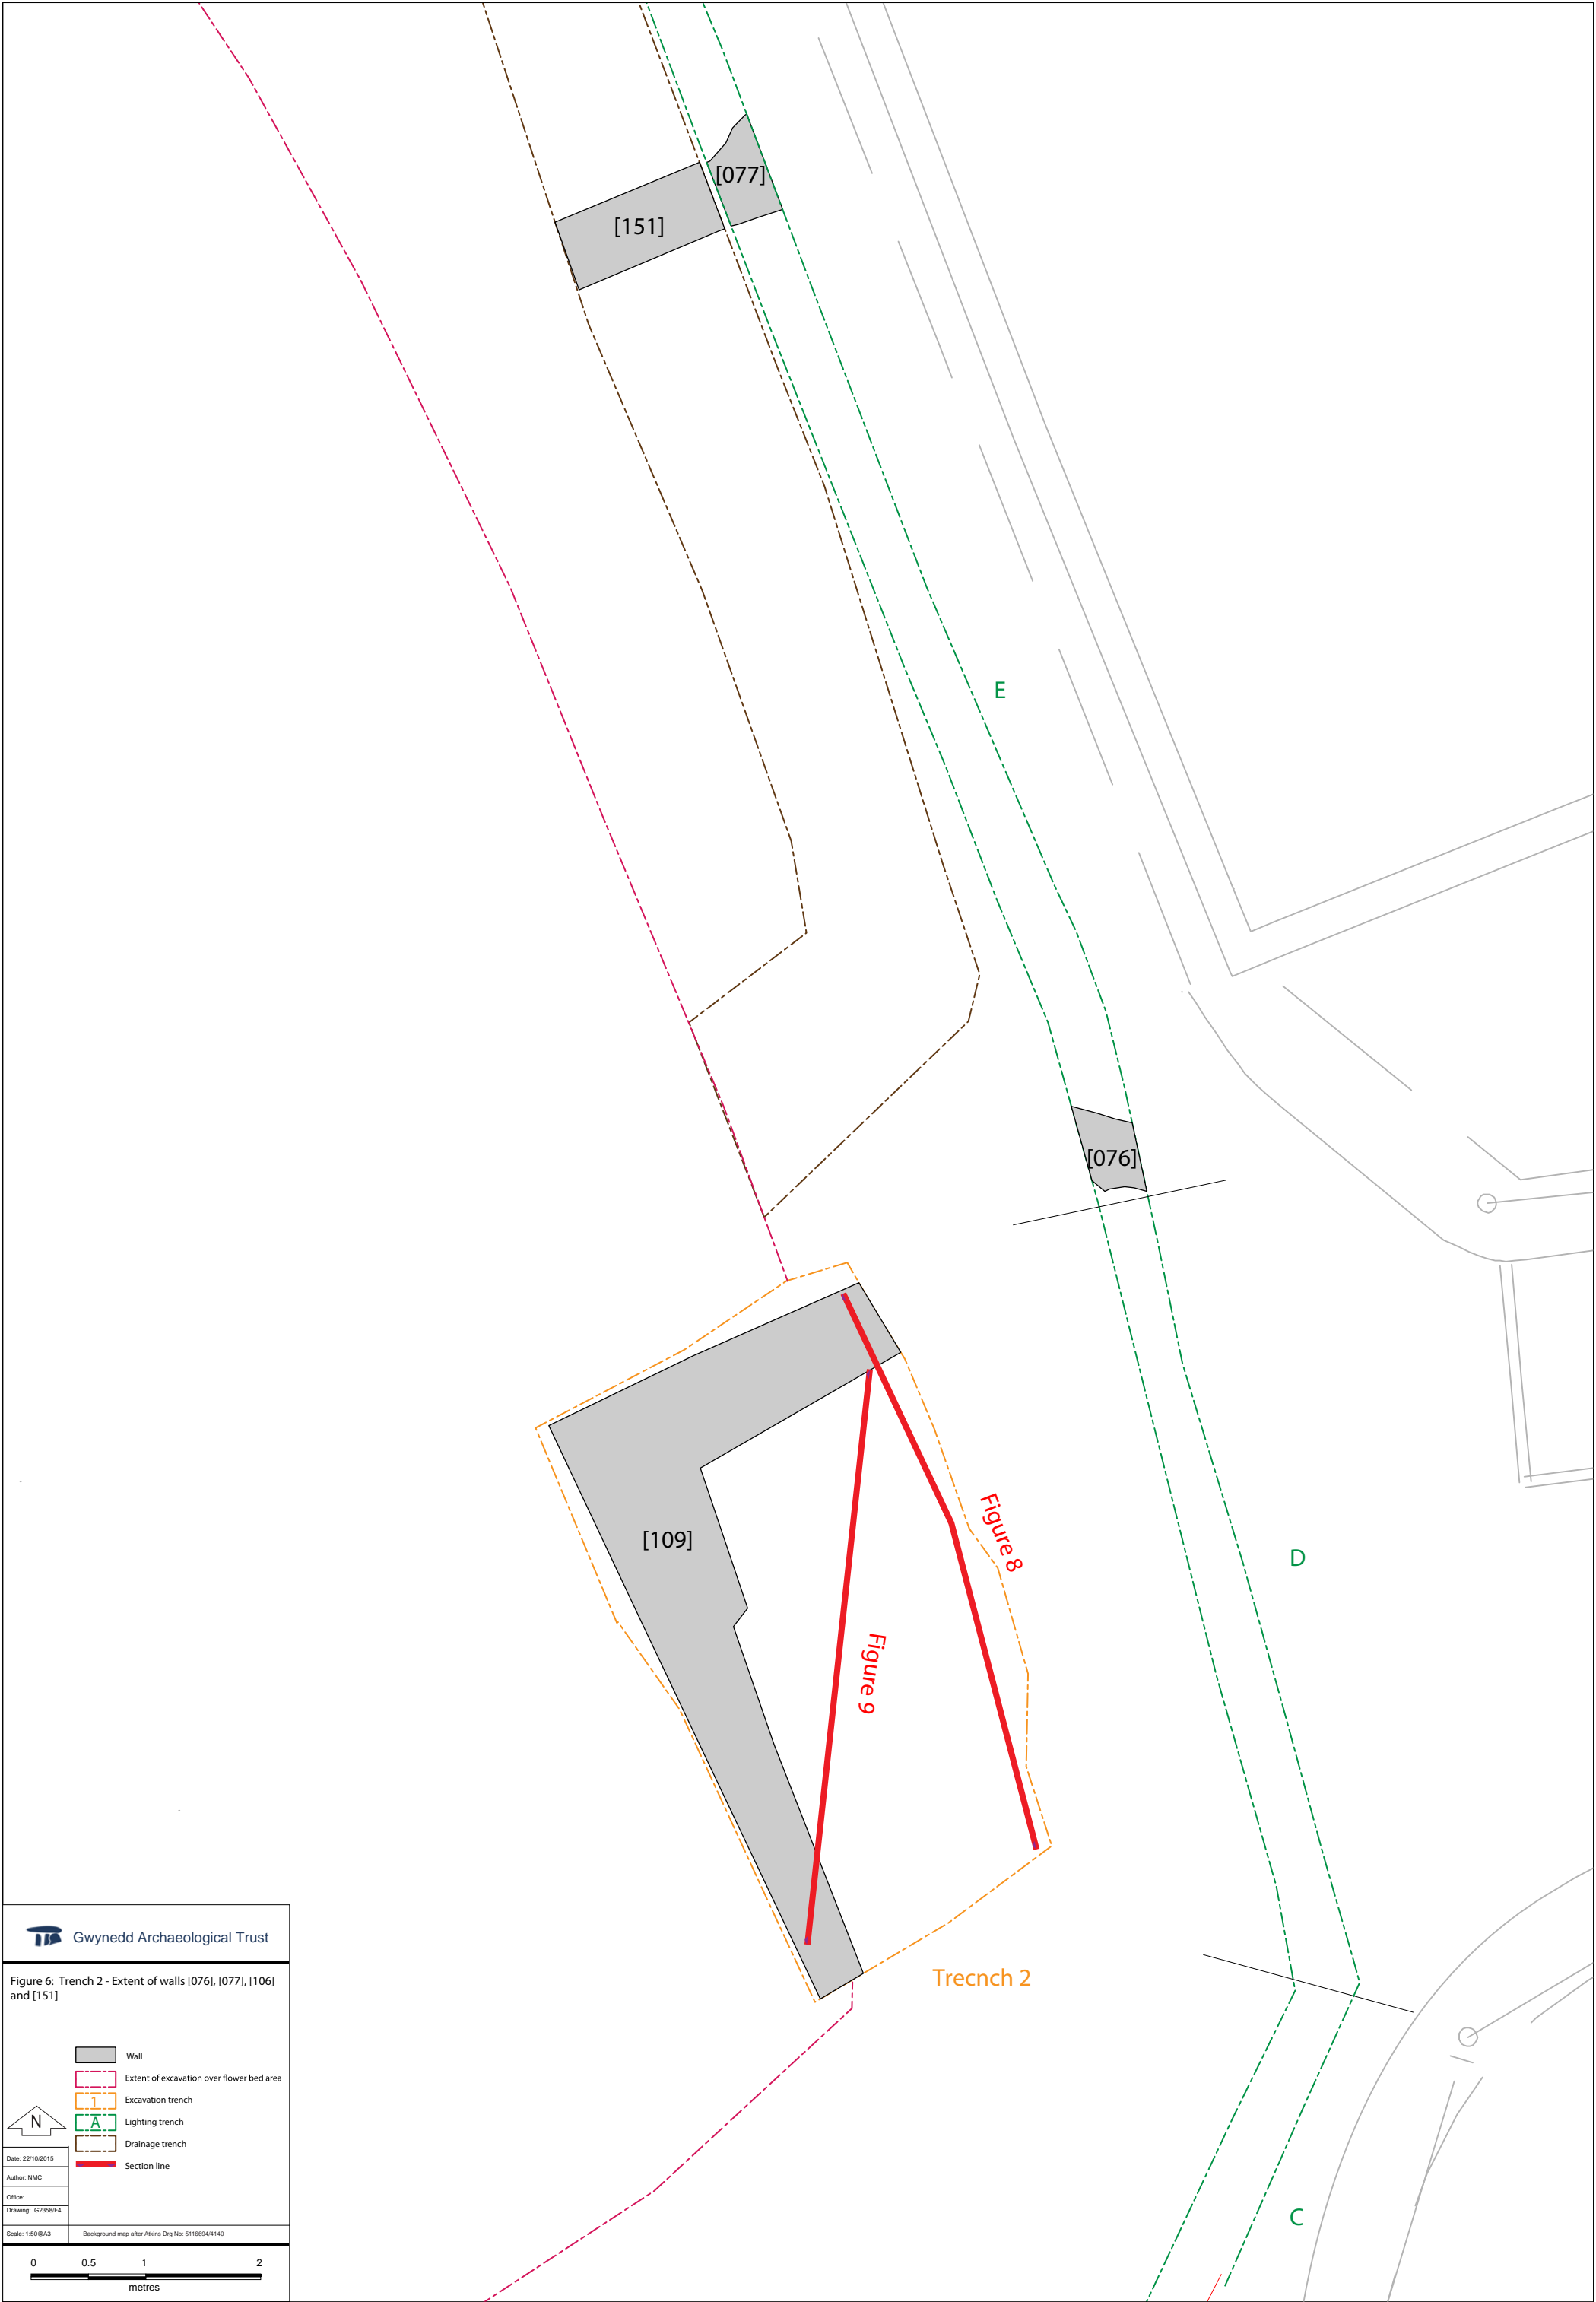 [077]
[151]
E
[076]
[109]
Figure 8
D
Figure 9
Trecnch 2
C
Gwynedd Archaeological Trust
Figure 6: Trench 2 - Extent of walls [076], [077], [106]
and [151]
Wall
Extent of excavation over flower bed area
1 Excavation trench
A Lighting trench
Drainage trench
Section line
N
Date: 22/10/2015
Author: NMC
Office:
Drawing: G2358/F4
Scale: 1:50@A3
Background map after Atkins Drg No: 5116694/4140
0 0.5 1 2
metres